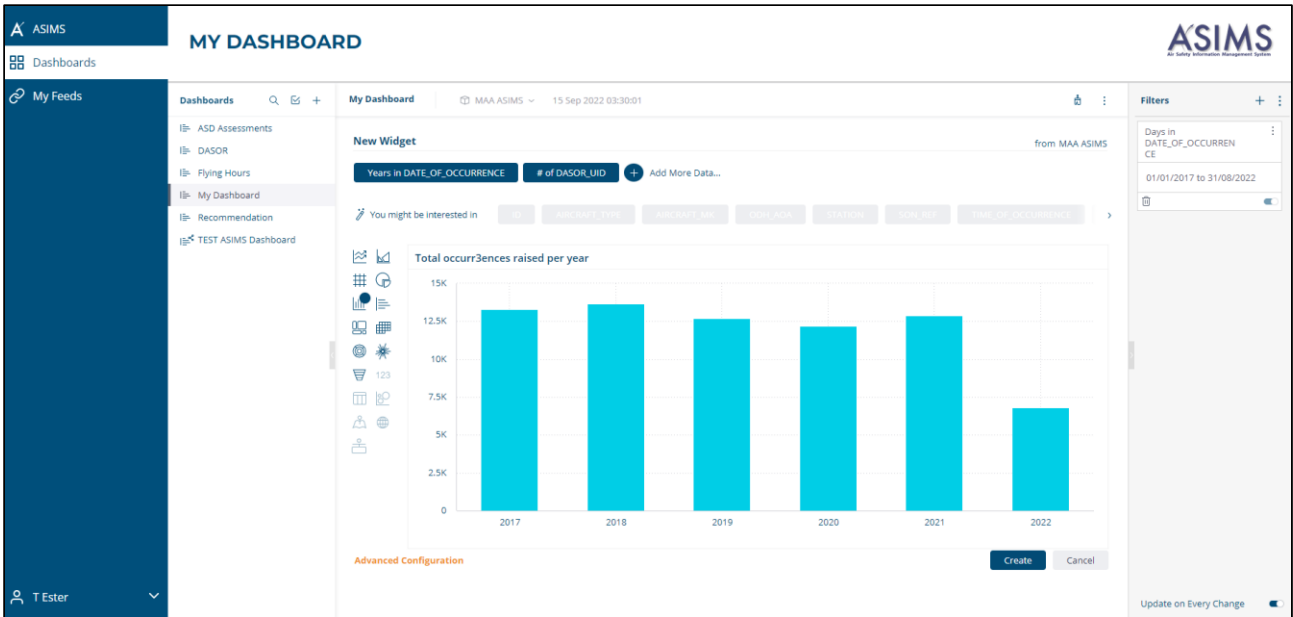 ASIMS
Dashboards
My Feeds
T Ester
MY DASHBOARD
ASIMS
Air Safety Information Management System
Dashboards
ASD Assessments
DASOR
Flying Hours
My Dashboard
Recommendation
TEST ASIMS Dashboard
My Dashboard
MAA ASIMS
15 Sep 2022 03:30:01
New Widget
from MAA ASIMS
Years in DATE_OF_OCCURRENCE
# of DASOR_UID
Add More Data...
You might be interested in
ID
AIRCRAFT_TYPE
AIRCRAFT_MK
STATION
TIME_OF_OCCURRENCE
123
Total occurr3ences raised per year
15K
12.5K
10K
7.5K
5K
2.5K
0
2017 2018 2019 2020 2021 2022
Advanced Configuration
Create
Cancel
Filters
Days in
DATE_OF_OCCURREN
CE
01/01/2017 to 31/08/2022
Update on Every Change